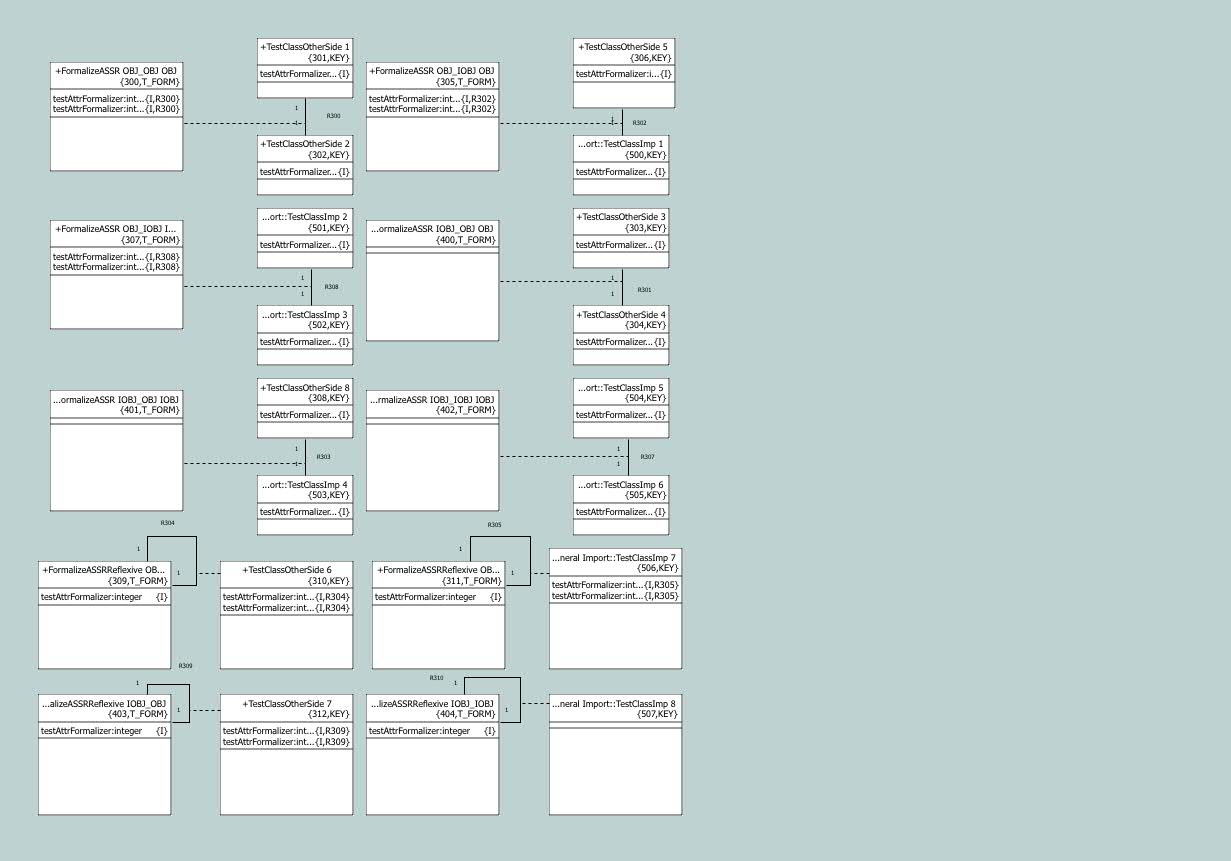 +TestClassOtherSide 1
{301,KEY}
testAttrFormalizer... {I}
+TestClassOtherSide 5
{306,KEY}
testAttrFormalizer:i... {I}
+FormalizeASSR OBJ_OBJ OBJ
{300,T_FORM}
testAttrFormalizer:int... {I,R300}
testAttrFormalizer:int... {I,R300}
+FormalizeASSR OBJ_IOBJ OBJ
{305,T_FORM}
testAttrFormalizer:int... {I,R302}
testAttrFormalizer:int... {I,R302}
1
R300
1
1
R302
1
+TestClassOtherSide 2
{302,KEY}
testAttrFormalizer... {I}
...ort::TestClassImp 1
{500,KEY}
testAttrFormalizer... {I}
+FormalizeASSR OBJ_IOBJ I...
{307,T_FORM}
testAttrFormalizer:int... {I,R308}
testAttrFormalizer:int... {I,R308}
...ort::TestClassImp 2
{501,KEY}
testAttrFormalizer... {I}
...ormalizeASSR IOBJ_OBJ OBJ
{400,T_FORM}
+TestClassOtherSide 3
{303,KEY}
testAttrFormalizer... {I}
1
R308
1
1
R301
1
...ort::TestClassImp 3
{502,KEY}
testAttrFormalizer... {I}
+TestClassOtherSide 4
{304,KEY}
testAttrFormalizer... {I}
...ormalizeASSR IOBJ_OBJ IOBJ
{401,T_FORM}
+TestClassOtherSide 8
{308,KEY}
testAttrFormalizer... {I}
...rmalizeASSR IOBJ_IOBJ IOBJ
{402,T_FORM}
...ort::TestClassImp 5
{504,KEY}
testAttrFormalizer... {I}
1
R303
1
1
R307
1
...ort::TestClassImp 4
{503,KEY}
testAttrFormalizer... {I}
...ort::TestClassImp 6
{505,KEY}
testAttrFormalizer... {I}
R304
1
1
R305
1
1
+FormalizeASSRReflexive OB...
{309,T_FORM}
testAttrFormalizer:integer {I}
+TestClassOtherSide 6
{310,KEY}
testAttrFormalizer:int... {I,R304}
testAttrFormalizer:int... {I,R304}
+FormalizeASSRReflexive OB...
{311,T_FORM}
testAttrFormalizer:integer {I}
...neral Import::TestClassImp 7
{506,KEY}
testAttrFormalizer:int... {I,R305}
testAttrFormalizer:int... {I,R305}
R309
1
1
R310
1
1
...alizeASSRReflexive IOBJ_OBJ
{403,T_FORM}
testAttrFormalizer:integer {I}
+TestClassOtherSide 7
{312,KEY}
testAttrFormalizer:int... {I,R309}
testAttrFormalizer:int... {I,R309}
...lizeASSRReflexive IOBJ_IOBJ
{404,T_FORM}
testAttrFormalizer:integer {I}
...neral Import::TestClassImp 8
{507,KEY}